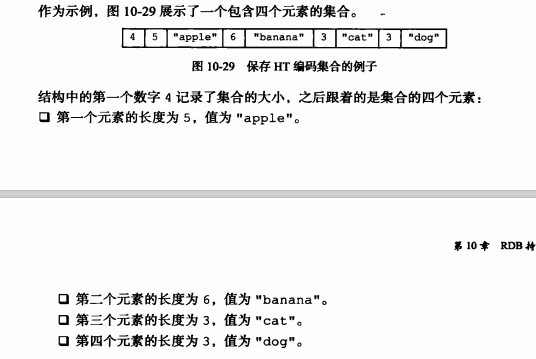 作为示例，图 10-29 展示了一个包含四个元素的集合。
4 5 "apple" 6 "banana" 3 "cat" 3 "dog"
图 10-29 保存 HT 编码集合的例子
结构中的第一个数字 4 记录了集合的大小，之后跟着的是集合的四个元素：
❏ 第一个元素的长度为 5，值为 "apple"。
第 10 章 RDB 持
❏ 第二个元素的长度为 6，值为 "banana"。
❏ 第三个元素的长度为 3，值为 "cat"。
❏ 第四个元素的长度为 3，值为 "dog"。